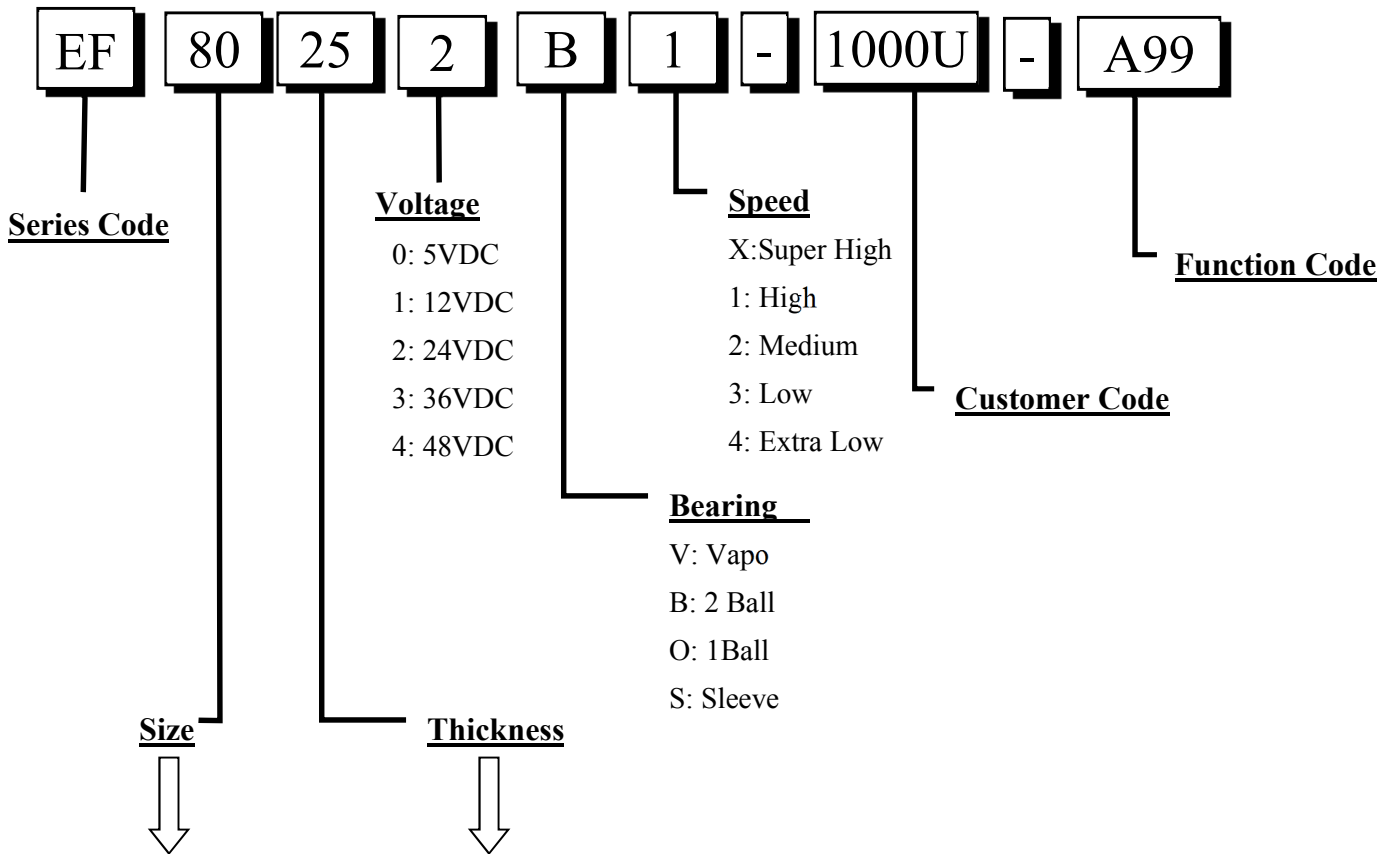 EF 80 25 2 B 1 - 1000U - A99
Series Code
Voltage
0: 5VDC
1: 12VDC
2: 24VDC
3: 36VDC
4: 48VDC
Speed
X:Super High
1: High
2: Medium
3: Low
4: Extra Low
Function Code
Customer Code
Bearing
V: Vapo
B: 2 Ball
O: 1Ball
S: Sleeve
Size
Thickness